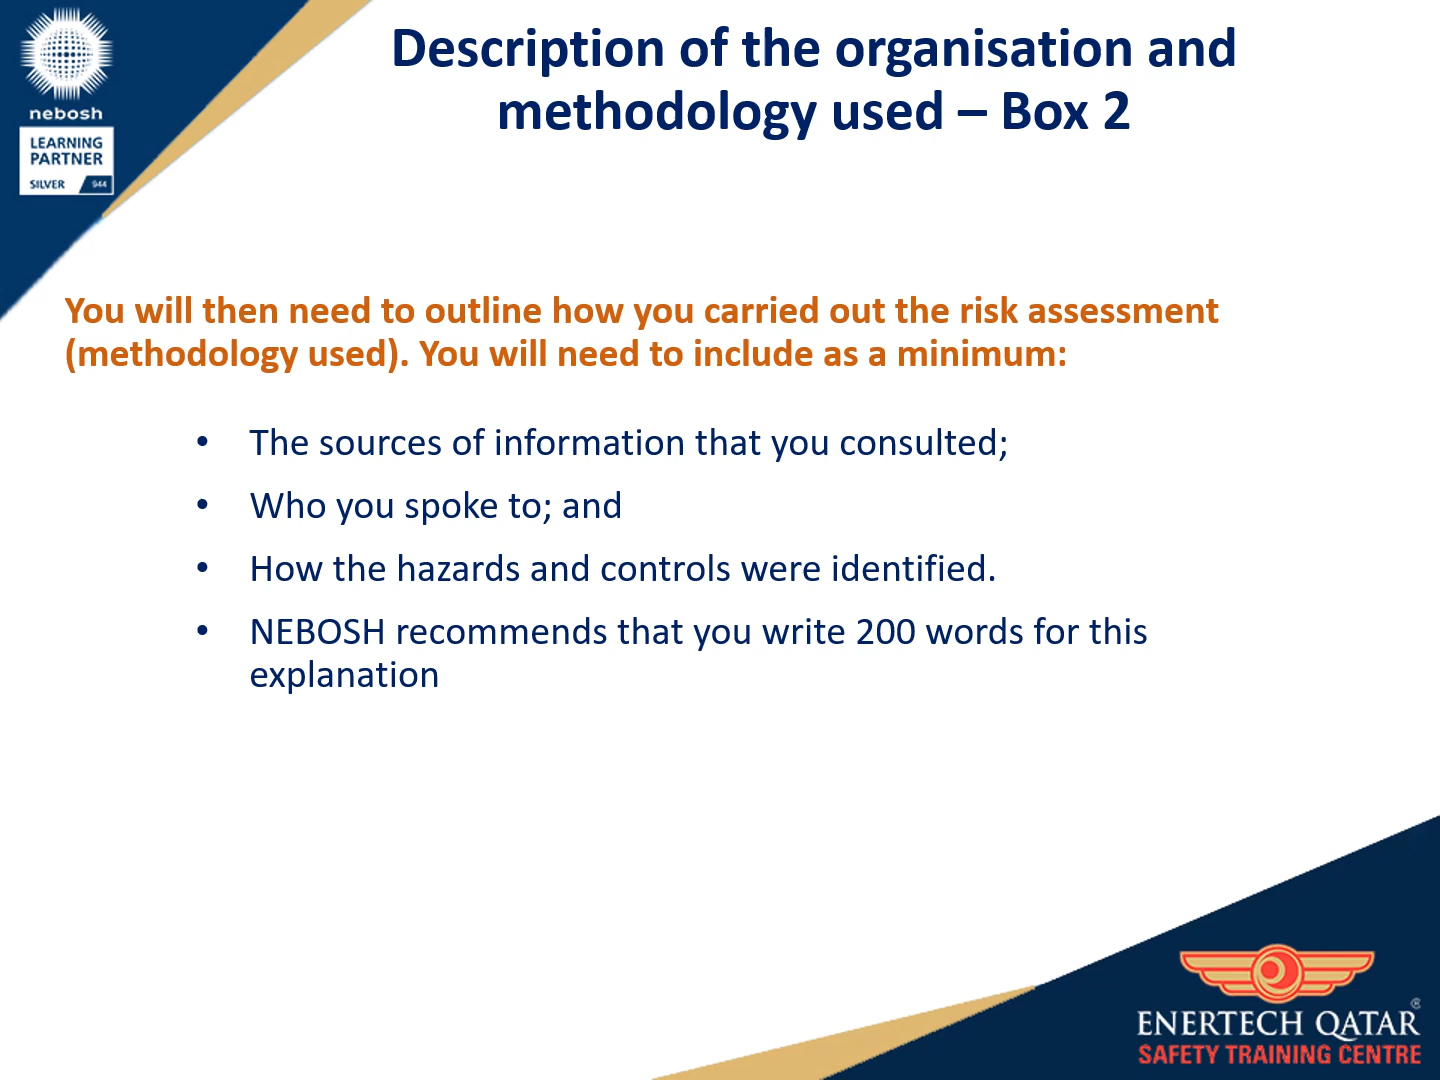 nebosh
LEARNING
PARTNER
SILVER 944
Description of the organisation and
methodology used – Box 2
You will then need to outline how you carried out the risk assessment
(methodology used). You will need to include as a minimum:
• The sources of information that you consulted;
• Who you spoke to; and
• How the hazards and controls were identified.
• NEBOSH recommends that you write 200 words for this
explanation
ENERTECH QATAR®
SAFETY TRAINING CENTRE